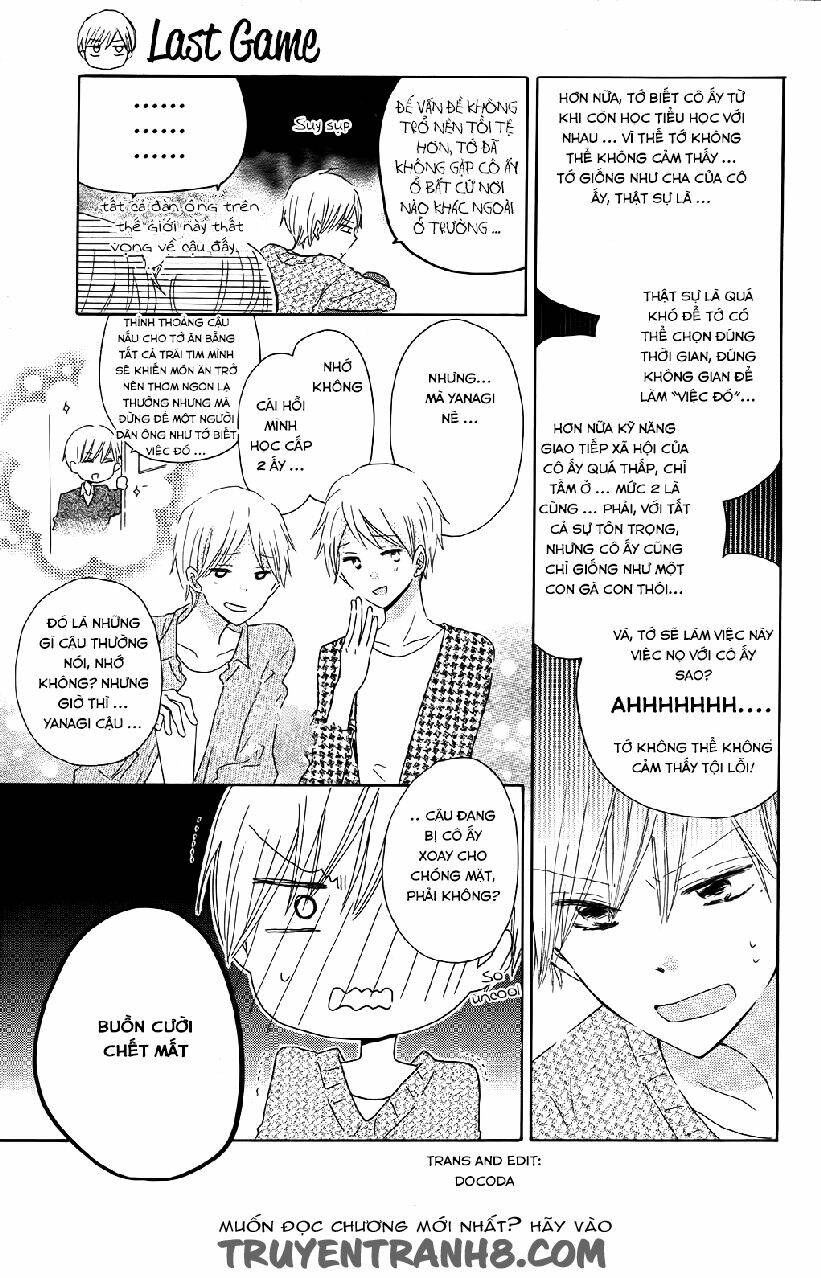 Last Game
HƠN NỮA, TỚ BIẾT CÔ ẤY TỪ
KHI CÒN HỌC TIỂU HỌC VỚI
NHAU ... VÌ THẾ TỚ KHÔNG
THỂ KHÔNG CẢM THẤY ...
TỚ GIỐNG NHƯ CHA CỦA CÔ
ẤY, THẬT SỰ LÀ ...
THẬT SỰ LÀ QUÁ
KHÓ ĐỂ TỚ CÓ
THỂ CHỌN ĐÚNG
THỜI GIAN, ĐÚNG
KHÔNG GIAN ĐỂ
LÀM "VIỆC ĐÓ"...
HƠN NỮA KỸ NĂNG
GIAO TIẾP XÃ HỘI CỦA
CÔ ẤY QUÁ THẤP, CHỈ
TẦM Ở ... MỨC 2 LÀ
CÙNG ... PHẢI, VỚI TẤT
CẢ SỰ TÔN TRỌNG,
NHƯNG CÔ ẤY CŨNG
CHỈ GIỐNG NHƯ MỘT
CON GÀ CON THÔI...
VÀ, TỚ SẼ LÀM VIỆC NÀY
VIỆC NỌ VỚI CÔ ẤY
SAO?
AHHHHHHH....
TỚ KHÔNG THỂ KHÔNG
CẢM THẤY TỘI LỖI!
ĐỂ VẤN ĐỀ KHÔNG
TRỞ NÊN TỒI TỆ
HƠN, TỚ ĐÃ
KHÔNG GẶP CÔ ẤY
Ở BẤT CỨ NƠI
NÀO KHÁC NGOÀI
Ở TRƯỜNG ...
Suy sụp
......
......
......
tất cả đàn ông trên
thế giới này thất
vọng về cậu đấy.
NHƯNG...
MÀ YANAGI
NÈ ...
NHỚ
KHÔNG
CÁI HỒI
MÌNH
HỌC CẤP
2 ẤY ...
THỈNH THOẢNG CẬU
NẤU CHO TỚ ĂN BẰNG
TẤT CẢ TRÁI TIM MÌNH
SẼ KHIẾN MÓN ĂN TRỞ
NÊN THƠM NGON LẠ
THƯỜNG NHƯNG MÀ
ĐỪNG ĐỂ MỘT NGƯỜI
ĐÀN ÔNG NHƯ TỚ BIẾT
VIỆC ĐÓ ...
ĐÓ LÀ NHỮNG
GÌ CẬU THƯỜNG
NÓI, NHỚ
KHÔNG? NHƯNG
GIỜ THÌ ...
YANAGI CẬU ...
.. CẬU ĐANG
BỊ CÔ ẤY
XOAY CHO
CHÓNG MẶT,
PHẢI KHÔNG?
So
uncool
BUỒN CƯỜI
CHẾT MẤT
TRANS AND EDIT:
DOCODA
MUỐN ĐỌC CHƯƠNG MỚI NHẤT? HÃY VÀO
TRUYENTRANH8.COM